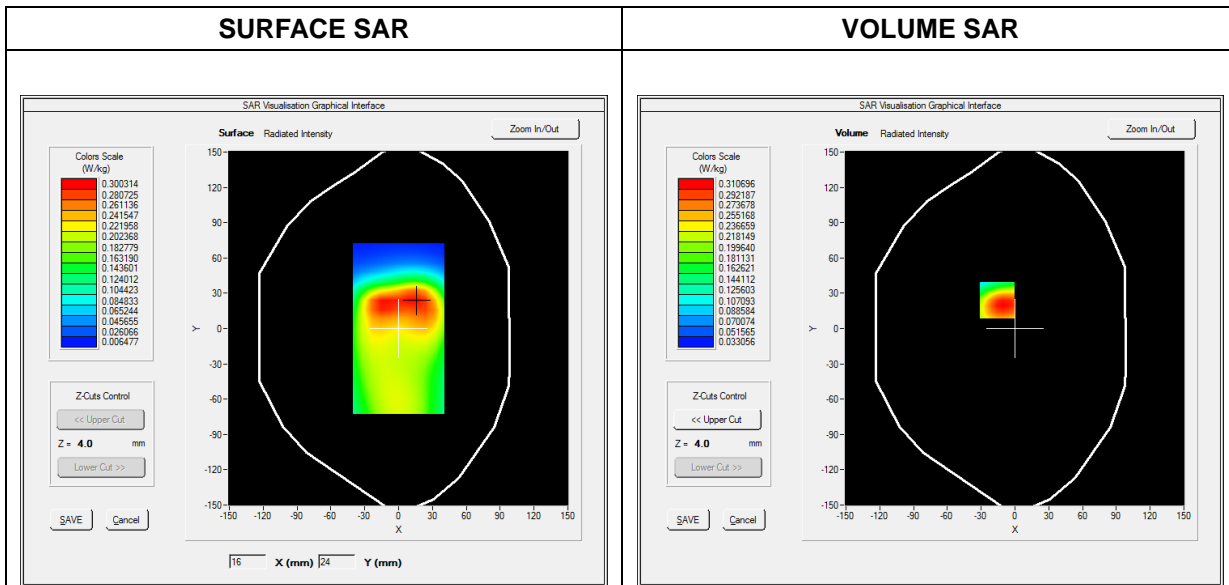 SURFACE SAR
VOLUME SAR
SAR Visualisation Graphical Interface
Surface Radiated Intensity
Zoom In/Out
Colors Scale
(W/kg)
0.300314
0.280725
0.261136
0.241547
0.221958
0.202368
0.182779
0.163190
0.143601
0.124012
0.104423
0.084833
0.065244
0.045655
0.026066
0.006477
Z-Cuts Control
<< Upper Cut
Z = 4.0 mm
Lower Cut >>
SAVE Cancel
150
120
90
60
30
0
-30
-60
-90
-120
-150
Y
-150 -120 -90 -60 -30 0 30 60 90 120 150
X
16 X (mm) 24 Y (mm)
SAR Visualisation Graphical Interface
Volume Radiated Intensity
Zoom In/Out
Colors Scale
(W/kg)
0.310696
0.292187
0.273678
0.255168
0.236659
0.218149
0.199640
0.181131
0.162621
0.144112
0.125603
0.107093
0.088584
0.070074
0.051565
0.033056
Z-Cuts Control
<< Upper Cut
Z = 4.0 mm
Lower Cut >>
SAVE Cancel
150
120
90
60
30
0
-30
-60
-90
-120
-150
Y
-150 -120 -90 -60 -30 0 30 60 90 120 150
X